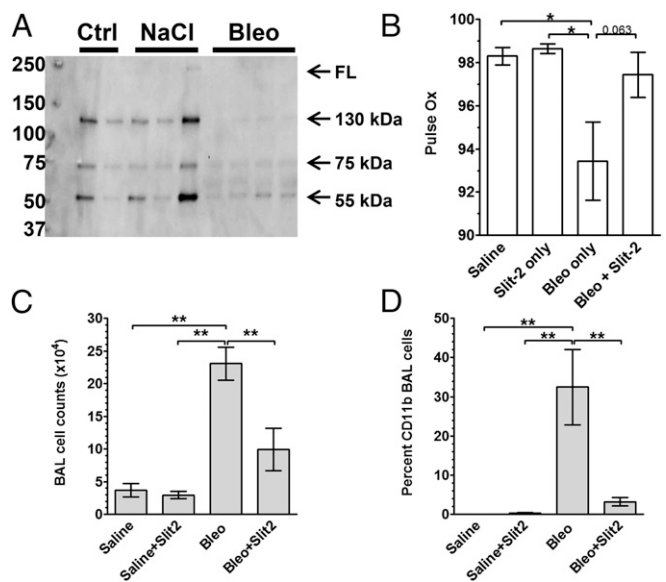 A
Ctrl NaCl Bleo
250
150
100
75
50
37
FL
130 kDa
75 kDa
55 kDa
B
Pulse Ox
100
98
96
94
92
90
* 
* 0.063
Saline
Slit-2 only
Bleo only
Bleo + Slit-2
C
BAL cell counts (x10⁴)
30
25
20
15
10
5
0
**
** **
Saline
Saline+Slit2
Bleo
Bleo+Slit2
D
Percent CD11b BAL cells
50
40
30
20
10
0
**
** **
Saline
Saline+Slit2
Bleo
Bleo+Slit2